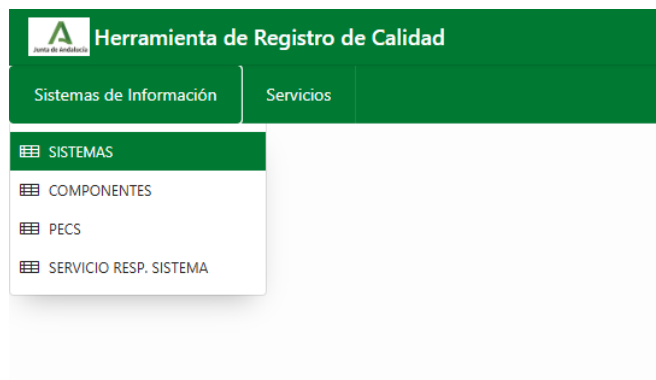 Junta de Andalucía
Herramienta de Registro de Calidad
Sistemas de Información
Servicios
SISTEMAS
COMPONENTES
PECS
SERVICIO RESP. SISTEMA